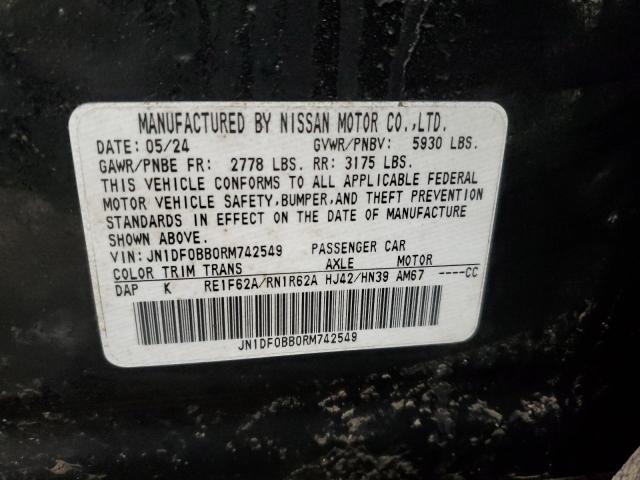 MANUFACTURED BY NISSAN MOTOR CO.,LTD.
DATE: 05/24 GVWR/PNBV: 5930 LBS.
GAWR/PNBE FR: 2778 LBS. RR: 3175 LBS.
THIS VEHICLE CONFORMS TO ALL APPLICABLE FEDERAL
MOTOR VEHICLE SAFETY,BUMPER,AND THEFT PREVENTION
STANDARDS IN EFFECT ON THE DATE OF MANUFACTURE
SHOWN ABOVE.
VIN: JN1DF0BB0RM742549 PASSENGER CAR
COLOR TRIM TRANS AXLE MOTOR
DAP K RE1F62A/RN1R62A HJ42/HN39 AM67 ----CC
JN1DF0BB0RM742549